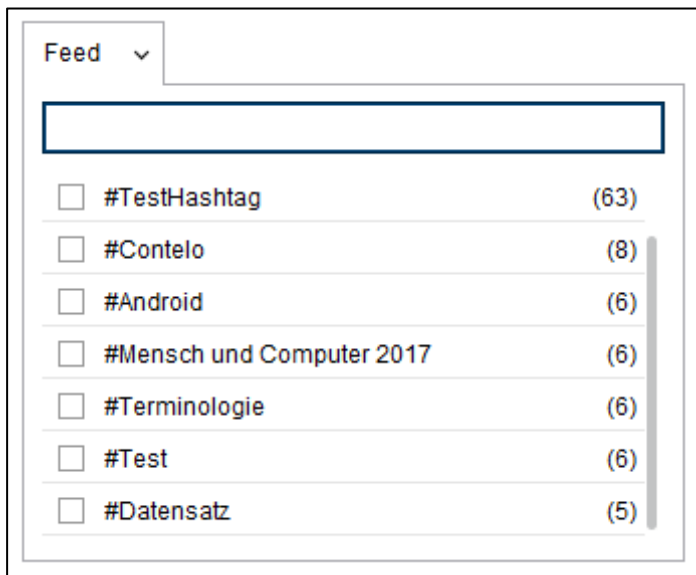 Feed
#TestHashtag (63)
#Contelo (8)
#Android (6)
#Mensch und Computer 2017 (6)
#Terminologie (6)
#Test (6)
#Datensatz (5)